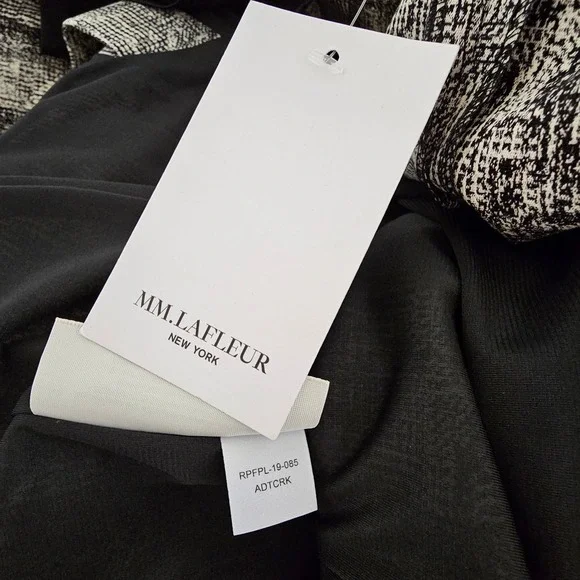 MM.LAFLEUR
NEW YORK
RPFPL-19-085
ADTCRK